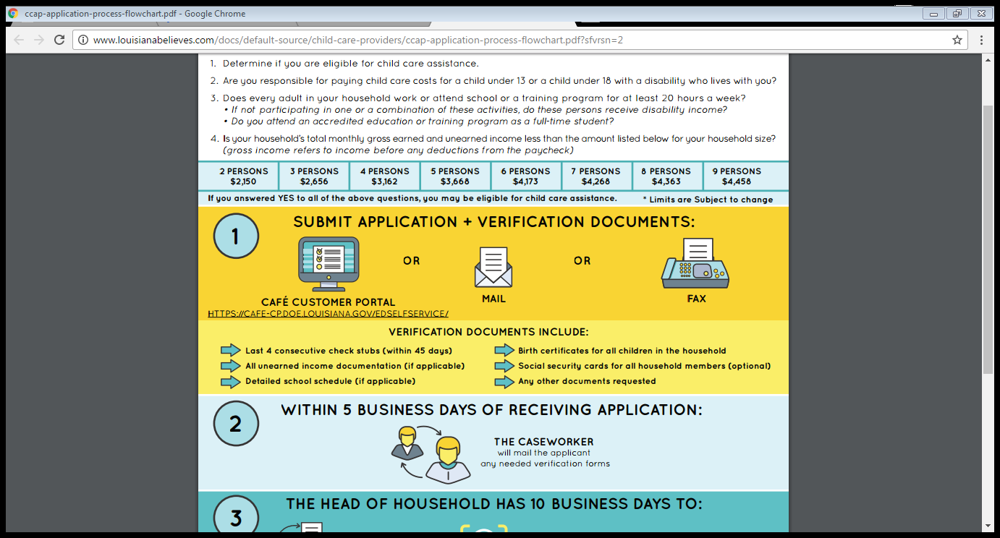 ccap-application-process-flowchart.pdf - Google Chrome
www.louisianabelieves.com/docs/default-source/child-care-providers/ccap-application-process-flowchart.pdf?sfvrsn=2
1. Determine if you are eligible for child care assistance.
2. Are you responsible for paying child care costs for a child under 13 or a child under 18 with a disability who lives with you?
3. Does every adult in your household work or attend school or a training program for at least 20 hours a week?
• If not participating in one or a combination of these activities, do these persons receive disability income?
• Do you attend an accredited education or training program as a full-time student?
4. Is your household's total monthly gross earned and unearned income less than the amount listed below for your household size?
(gross income refers to income before any deductions from the paycheck)
2 PERSONS 3 PERSONS 4 PERSONS 5 PERSONS 6 PERSONS 7 PERSONS 8 PERSONS 9 PERSONS
$2,150 $2,656 $3,162 $3,668 $4,173 $4,268 $4,363 $4,458
If you answered YES to all of the above questions, you may be eligible for child care assistance. * Limits are Subject to change
1 SUBMIT APPLICATION + VERIFICATION DOCUMENTS:
OR OR
CAFÉ CUSTOMER PORTAL MAIL FAX
HTTPS://CAFE-CP.DOE.LOUISIANA.GOV/EDSELFSERVICE/
VERIFICATION DOCUMENTS INCLUDE:
Last 4 consecutive check stubs (within 45 days) Birth certificates for all children in the household
All unearned income documentation (if applicable) Social security cards for all household members (optional)
Detailed school schedule (if applicable) Any other documents requested
2 WITHIN 5 BUSINESS DAYS OF RECEIVING APPLICATION:
THE CASEWORKER
will mail the applicant
any needed verification forms
3 THE HEAD OF HOUSEHOLD HAS 10 BUSINESS DAYS TO: